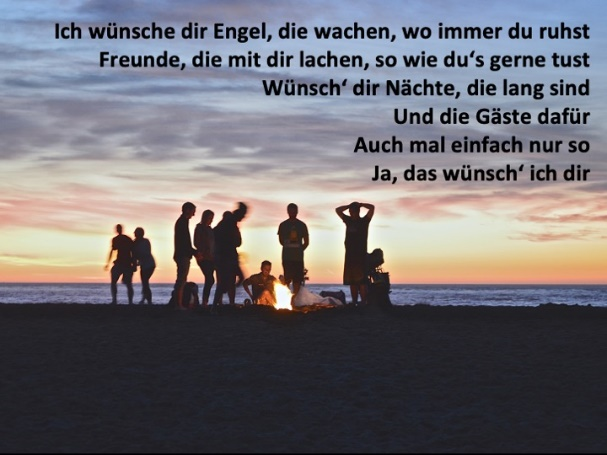 Ich wünsche dir Engel, die wachen, wo immer du ruhst
Freunde, die mit dir lachen, so wie du‘s gerne tust
Wünsch‘ dir Nächte, die lang sind
Und die Gäste dafür
Auch mal einfach nur so
Ja, das wünsch‘ ich dir